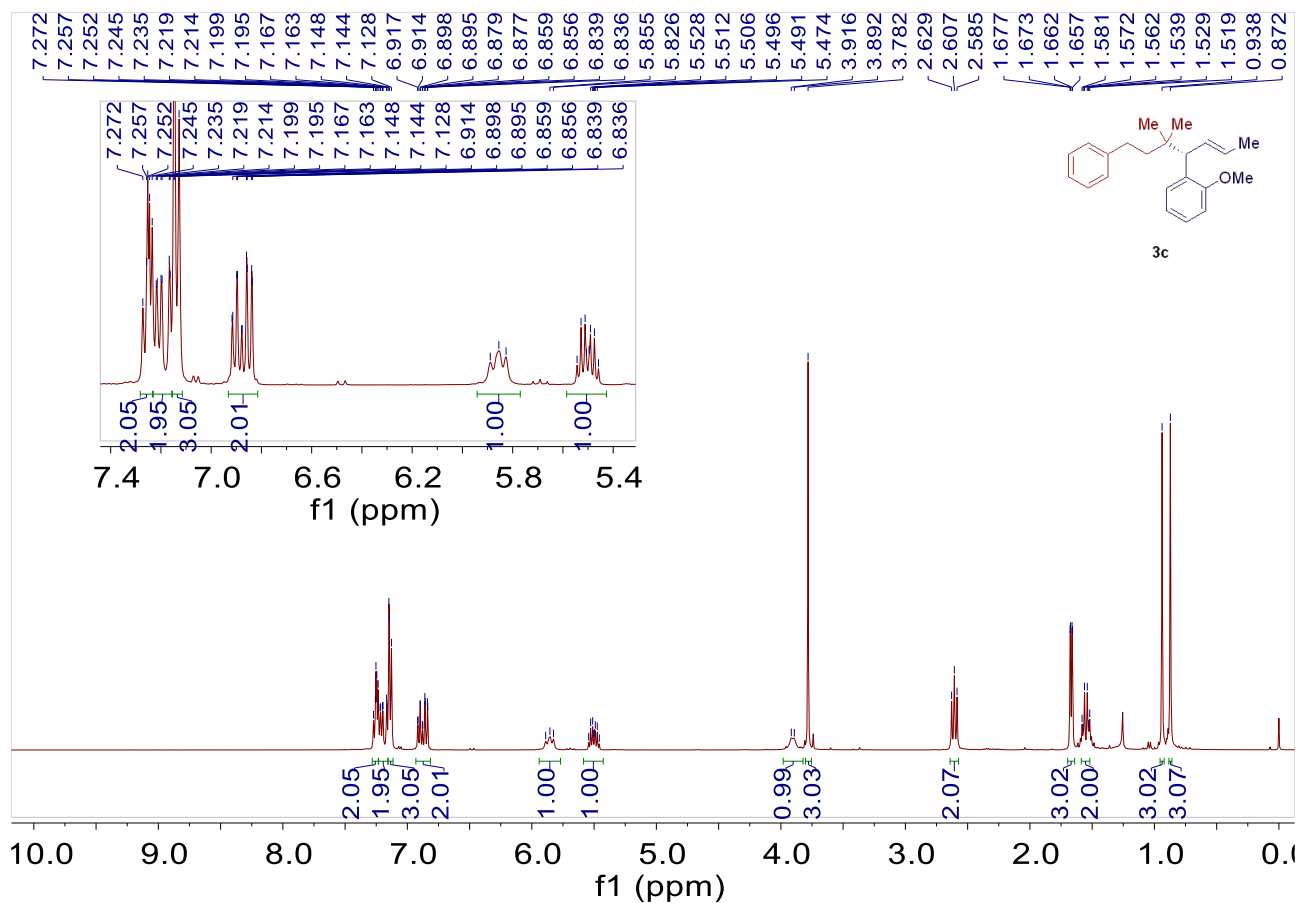 7.272 7.257 7.252 7.245 7.235 7.219 7.214 7.199 7.195 7.167 7.163 7.148 7.144 7.128 6.917 6.914 6.898 6.895 6.879 6.859 6.856 6.839 6.836 5.855 5.826 5.528 5.512 5.506 5.496 5.491 5.474 3.916 3.892 3.782 2.629 2.607 2.585 1.677 1.673 1.662 1.657 1.581 1.572 1.562 1.539 1.529 1.519 0.938 0.872
7.272 7.257 7.252 7.245 7.235 7.219 7.214 7.199 7.195 7.167 7.163 7.148 7.144 7.128 6.914 6.898 6.895 6.859 6.856 6.839 6.836
Me Me
Me
OMe
3c
2.05 1.95 3.05 2.01 1.00 1.00
7.4 7.0 6.6 6.2 5.8 5.4
f1 (ppm)
2.05 1.95 3.05 2.01 1.00 1.00 0.99 3.03 2.07 3.02 2.00 3.02 3.07
10.0 9.0 8.0 7.0 6.0 5.0 4.0 3.0 2.0 1.0 0.
f1 (ppm)